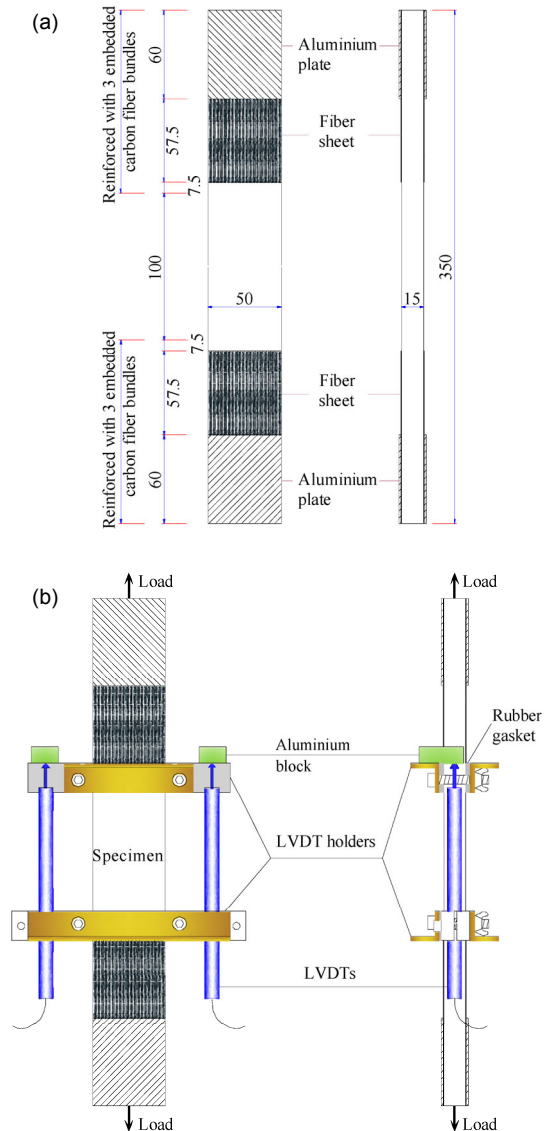 (a)
Reinforced with 3 embedded
carbon fiber bundles
60
57.5
7.5
100
50
15
350
Aluminium
plate
Fiber
sheet
Reinforced with 3 embedded
carbon fiber bundles
7.5
57.5
60
Fiber
sheet
Aluminium
plate
(b)
Load
Load
Rubber
gasket
Aluminium
block
Specimen
LVDT holders
LVDTs
Load
Load